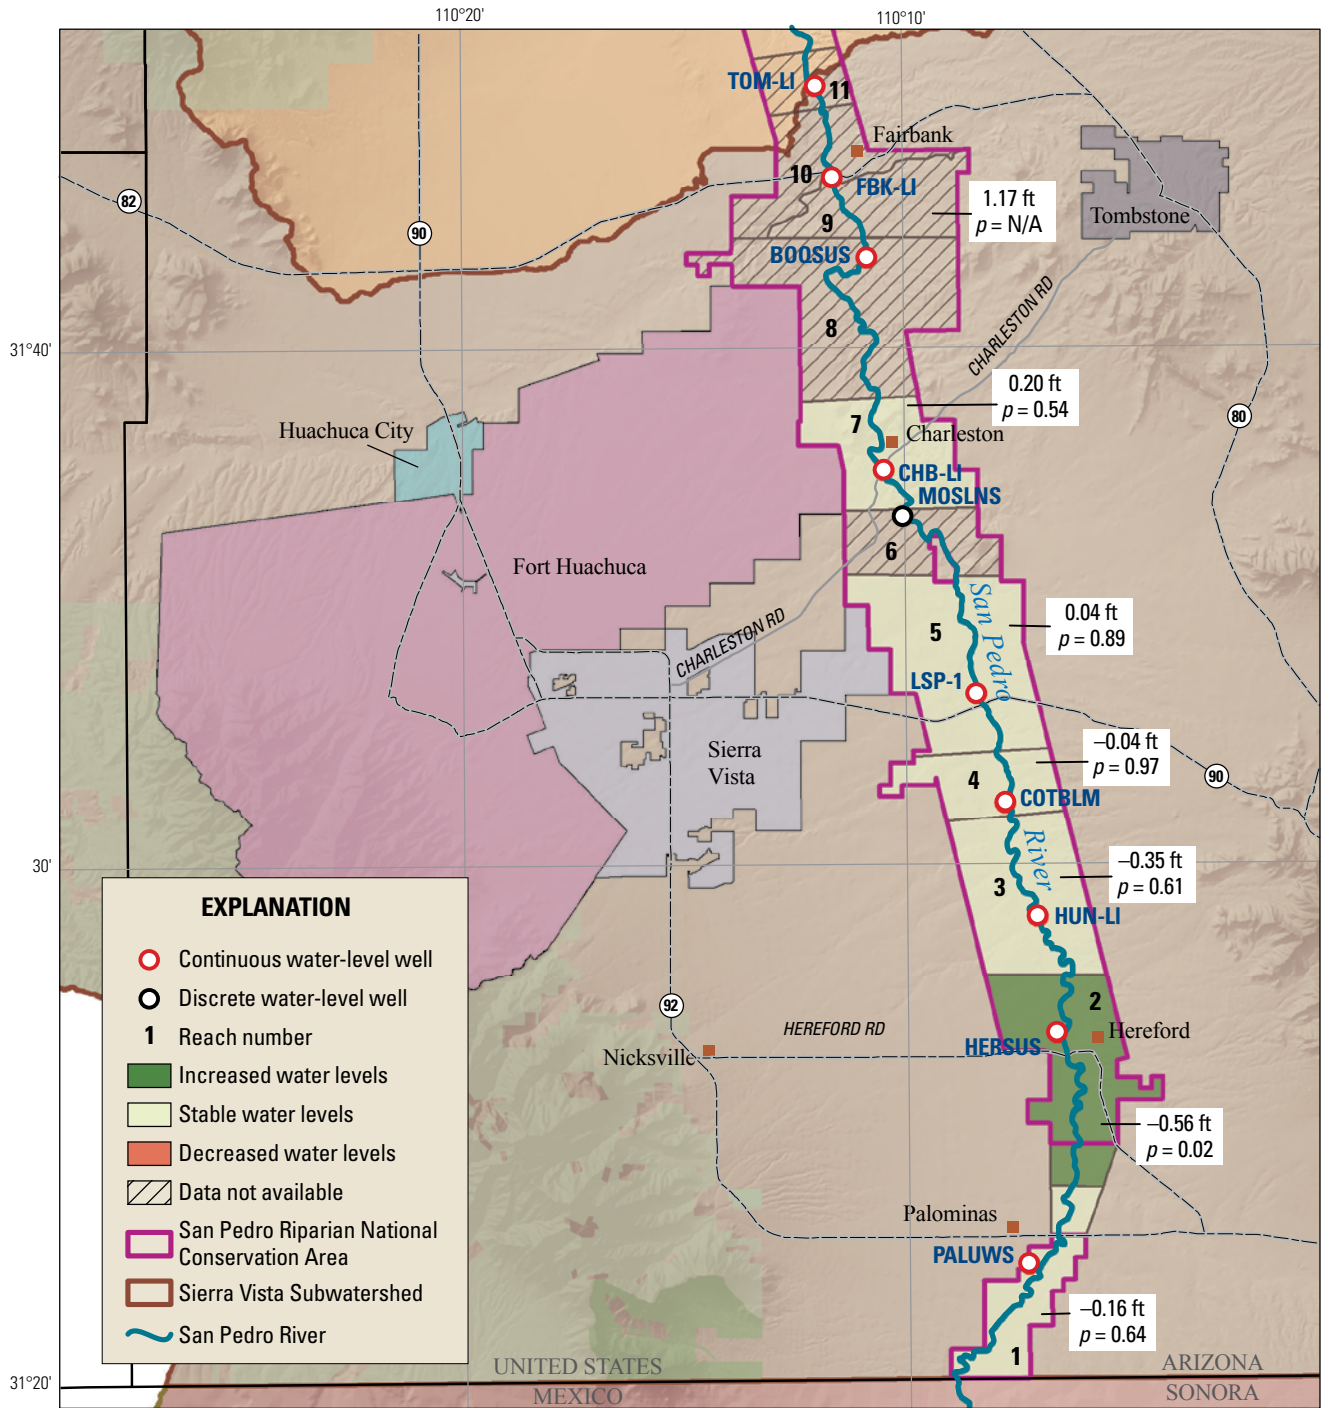 110°20'
110°10'
TOM-LI
11
Fairbank
82
10
FBK-LI
1.17 ft
p = N/A
Tombstone
90
9
BOQSUS
8
31°40'
CHARLESTON RD
0.20 ft
p = 0.54
80
7
Huachuca City
Charleston
CHB-LI
MOSLNS
6
Fort Huachuca
San Pedro
5
0.04 ft
p = 0.89
CHARLESTON RD
LSP-1
Sierra
Vista
–0.04 ft
p = 0.97
90
4
COTBLM
River
30'
–0.35 ft
p = 0.61
3
HUN-LI
EXPLANATION
Continuous water-level well
Discrete water-level well
1 Reach number
Increased water levels
Stable water levels
Decreased water levels
Data not available
San Pedro Riparian National
Conservation Area
Sierra Vista Subwatershed
San Pedro River
92
2
HEREFORD RD
Hereford
HERSUS
Nicksville
–0.56 ft
p = 0.02
Palominas
PALUWS
–0.16 ft
p = 0.64
1
UNITED STATES
ARIZONA
31°20'
MEXICO
SONORA